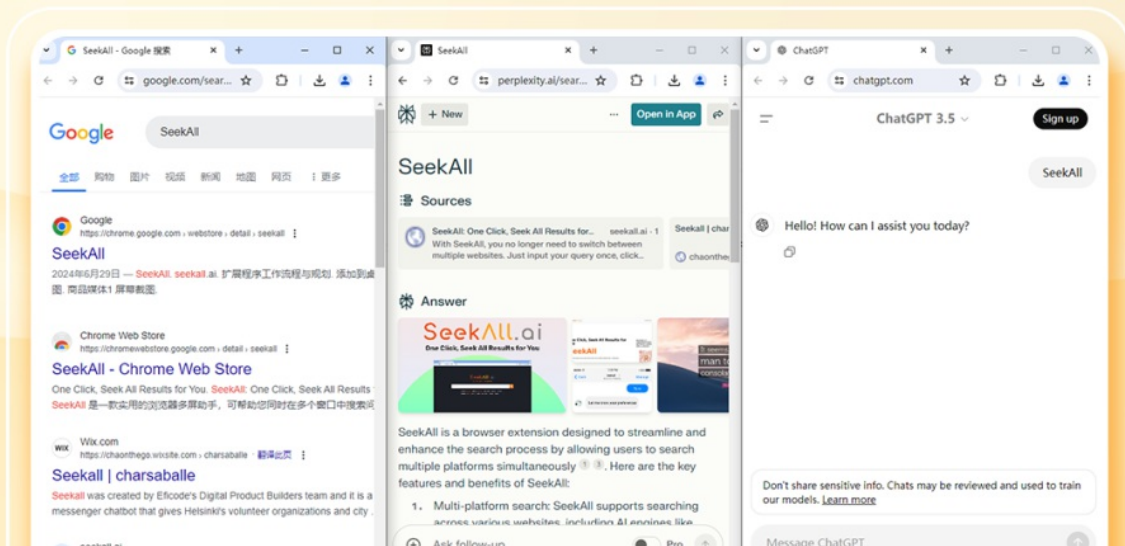 SeekAll - Google 搜索
google.com/sear...
Google
SeekAll
全部 购物 图片 视频 新闻 地图 网页 更多
Google
https://chrome.google.com › webstore › detail › seekall
SeekAll
2024年6月29日 — SeekAll. seekall.ai. 扩展程序工作流程与规划. 添加到桌
图. 商品媒体1 屏幕截图.
Chrome Web Store
https://chromewebstore.google.com › detail › seekall
SeekAll - Chrome Web Store
One Click, Seek All Results for You. SeekAll: One Click, Seek All Results
SeekAll 是一款实用的浏览器多屏助手，可帮助您同时在多个窗口中搜索问
WIX
Wix.com
https://chaonthego.wixsite.com › charsaballe · 翻译此页
Seekall | charsaballe
Seekall was created by Eficode's Digital Product Builders team and it is a
messenger chatbot that gives Helsinki's volunteer organizations and city
seekall.ai
SeekAll
perplexity.ai/sear...
+ New
Open in App
SeekAll
Sources
SeekAll: One Click, Seek All Results for... seekall.ai · 1
With SeekAll, you no longer need to switch between
multiple websites. Just input your query once, click...
Seekall | char
chaonthe
Answer
SeekAll.ai
One Click, Seek All Results for You
SeekAll is a browser extension designed to streamline and
enhance the search process by allowing users to search
multiple platforms simultaneously 1 3. Here are the key
features and benefits of SeekAll:
1. Multi-platform search: SeekAll supports searching
across various websites, including AI engines like
Ask follow-up
Pro
ChatGPT
chatgpt.com
ChatGPT 3.5
Sign up
SeekAll
Hello! How can I assist you today?
Don't share sensitive info. Chats may be reviewed and used to train
our models. Learn more
Message ChatGPT